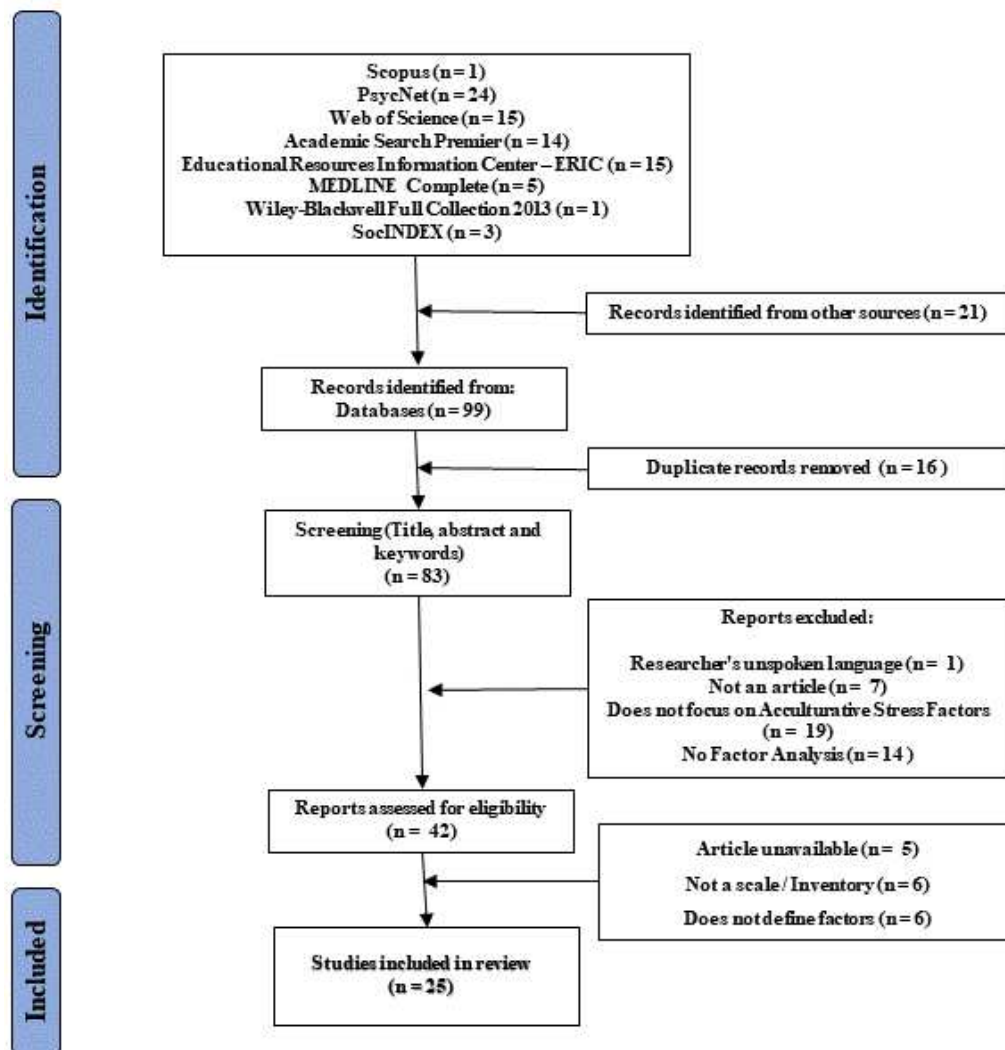 Identification
Scopus (n = 1)
PsycNet (n = 24)
Web of Science (n = 15)
Academic Search Premier (n = 14)
Educational Resources Information Center – ERIC (n = 15)
MEDLINE Complete (n = 5)
Wiley-Blackwell Full Collection 2013 (n = 1)
SocINDEX (n = 3)
Records identified from other sources (n = 21)
Records identified from:
Databases (n = 99)
Duplicate records removed (n = 16)
Screening
Screening (Title, abstract and
keywords)
(n = 83)
Reports excluded:
Researcher's unspoken language (n = 1)
Not an article (n = 7)
Does not focus on Acculturative Stress Factors
(n = 19)
No Factor Analysis (n = 14)
Reports assessed for eligibility
(n = 42)
Article unavailable (n = 5)
Not a scale / Inventory (n = 6)
Does not define factors (n = 6)
Included
Studies included in review
(n = 25)